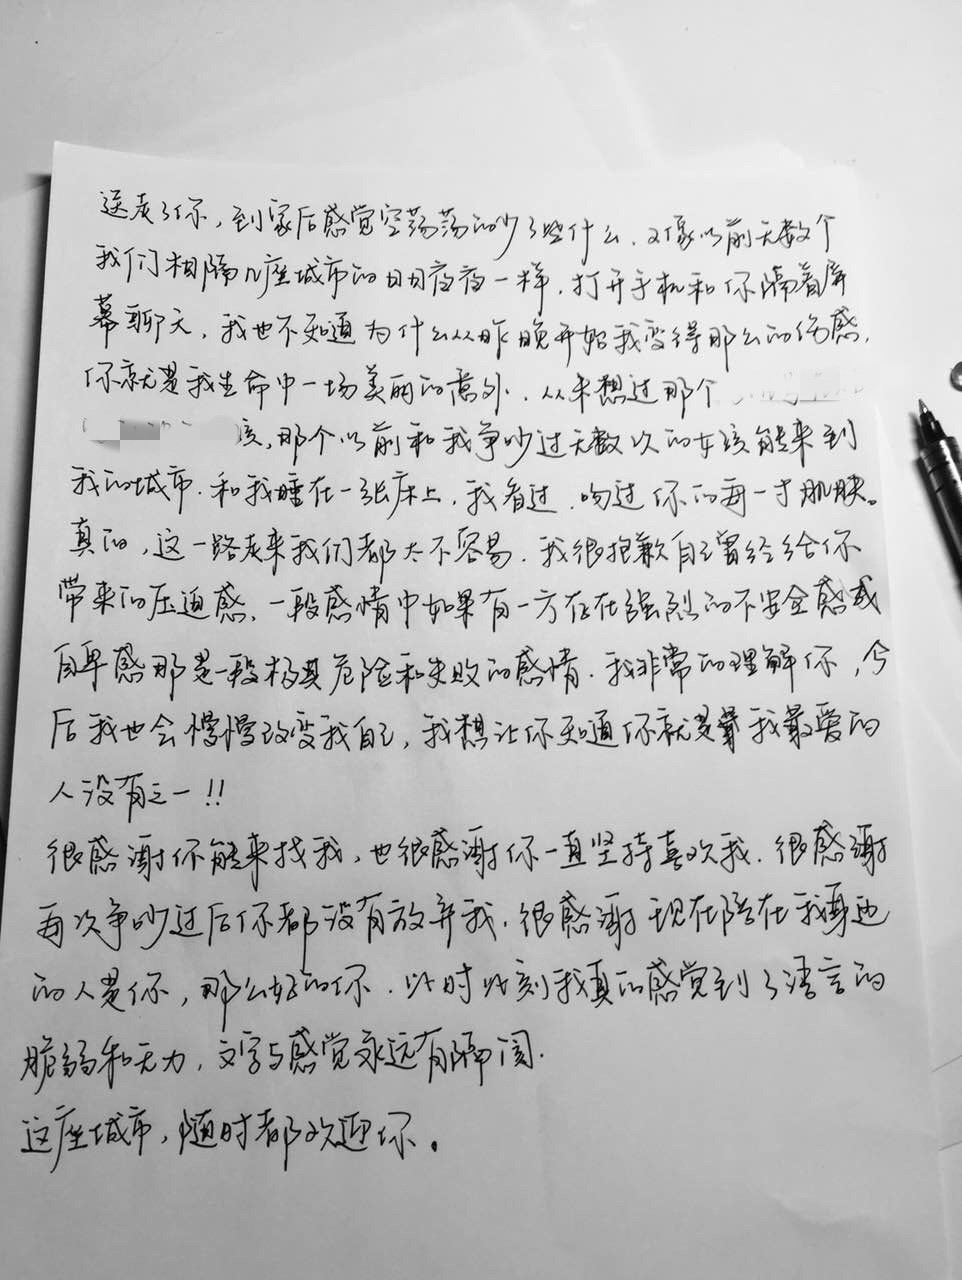 送走了你，到家后感觉空荡荡的少了些什么，又像以前无数个
我们相隔几座城市的日日夜夜一样，打开手机和你隔着屏
幕聊天，我也不知道为什么从昨晚开始我变得那么的伤感，
你就是我生命中一场美丽的意外，从未想过那个
孩，那个以前和我争吵过无数次的女孩能来到
我的城市，和我睡在一张床上，我看过，吻过你的每一寸肌肤。
真的，这一路走来我们都太不容易，我很抱歉自己曾经给你
带来的压迫感，一段感情中如果有一方存在强烈的不安全感或
自卑感那是一段极其危险和失败的感情，我非常的理解你，今
后我也会慢慢改变我自己，我想让你知道你就是我最爱的
人没有之一!!
很感谢你能来找我，也很感谢你一直坚持喜欢我，很感谢
每次争吵过后你都没有放弃我，很感谢现在陪在我身边
的人是你，那么好的你，此时此刻我真的感觉到了语言的
脆弱和无力，文字与感觉永远有隔阂.
这座城市，随时都欢迎你。